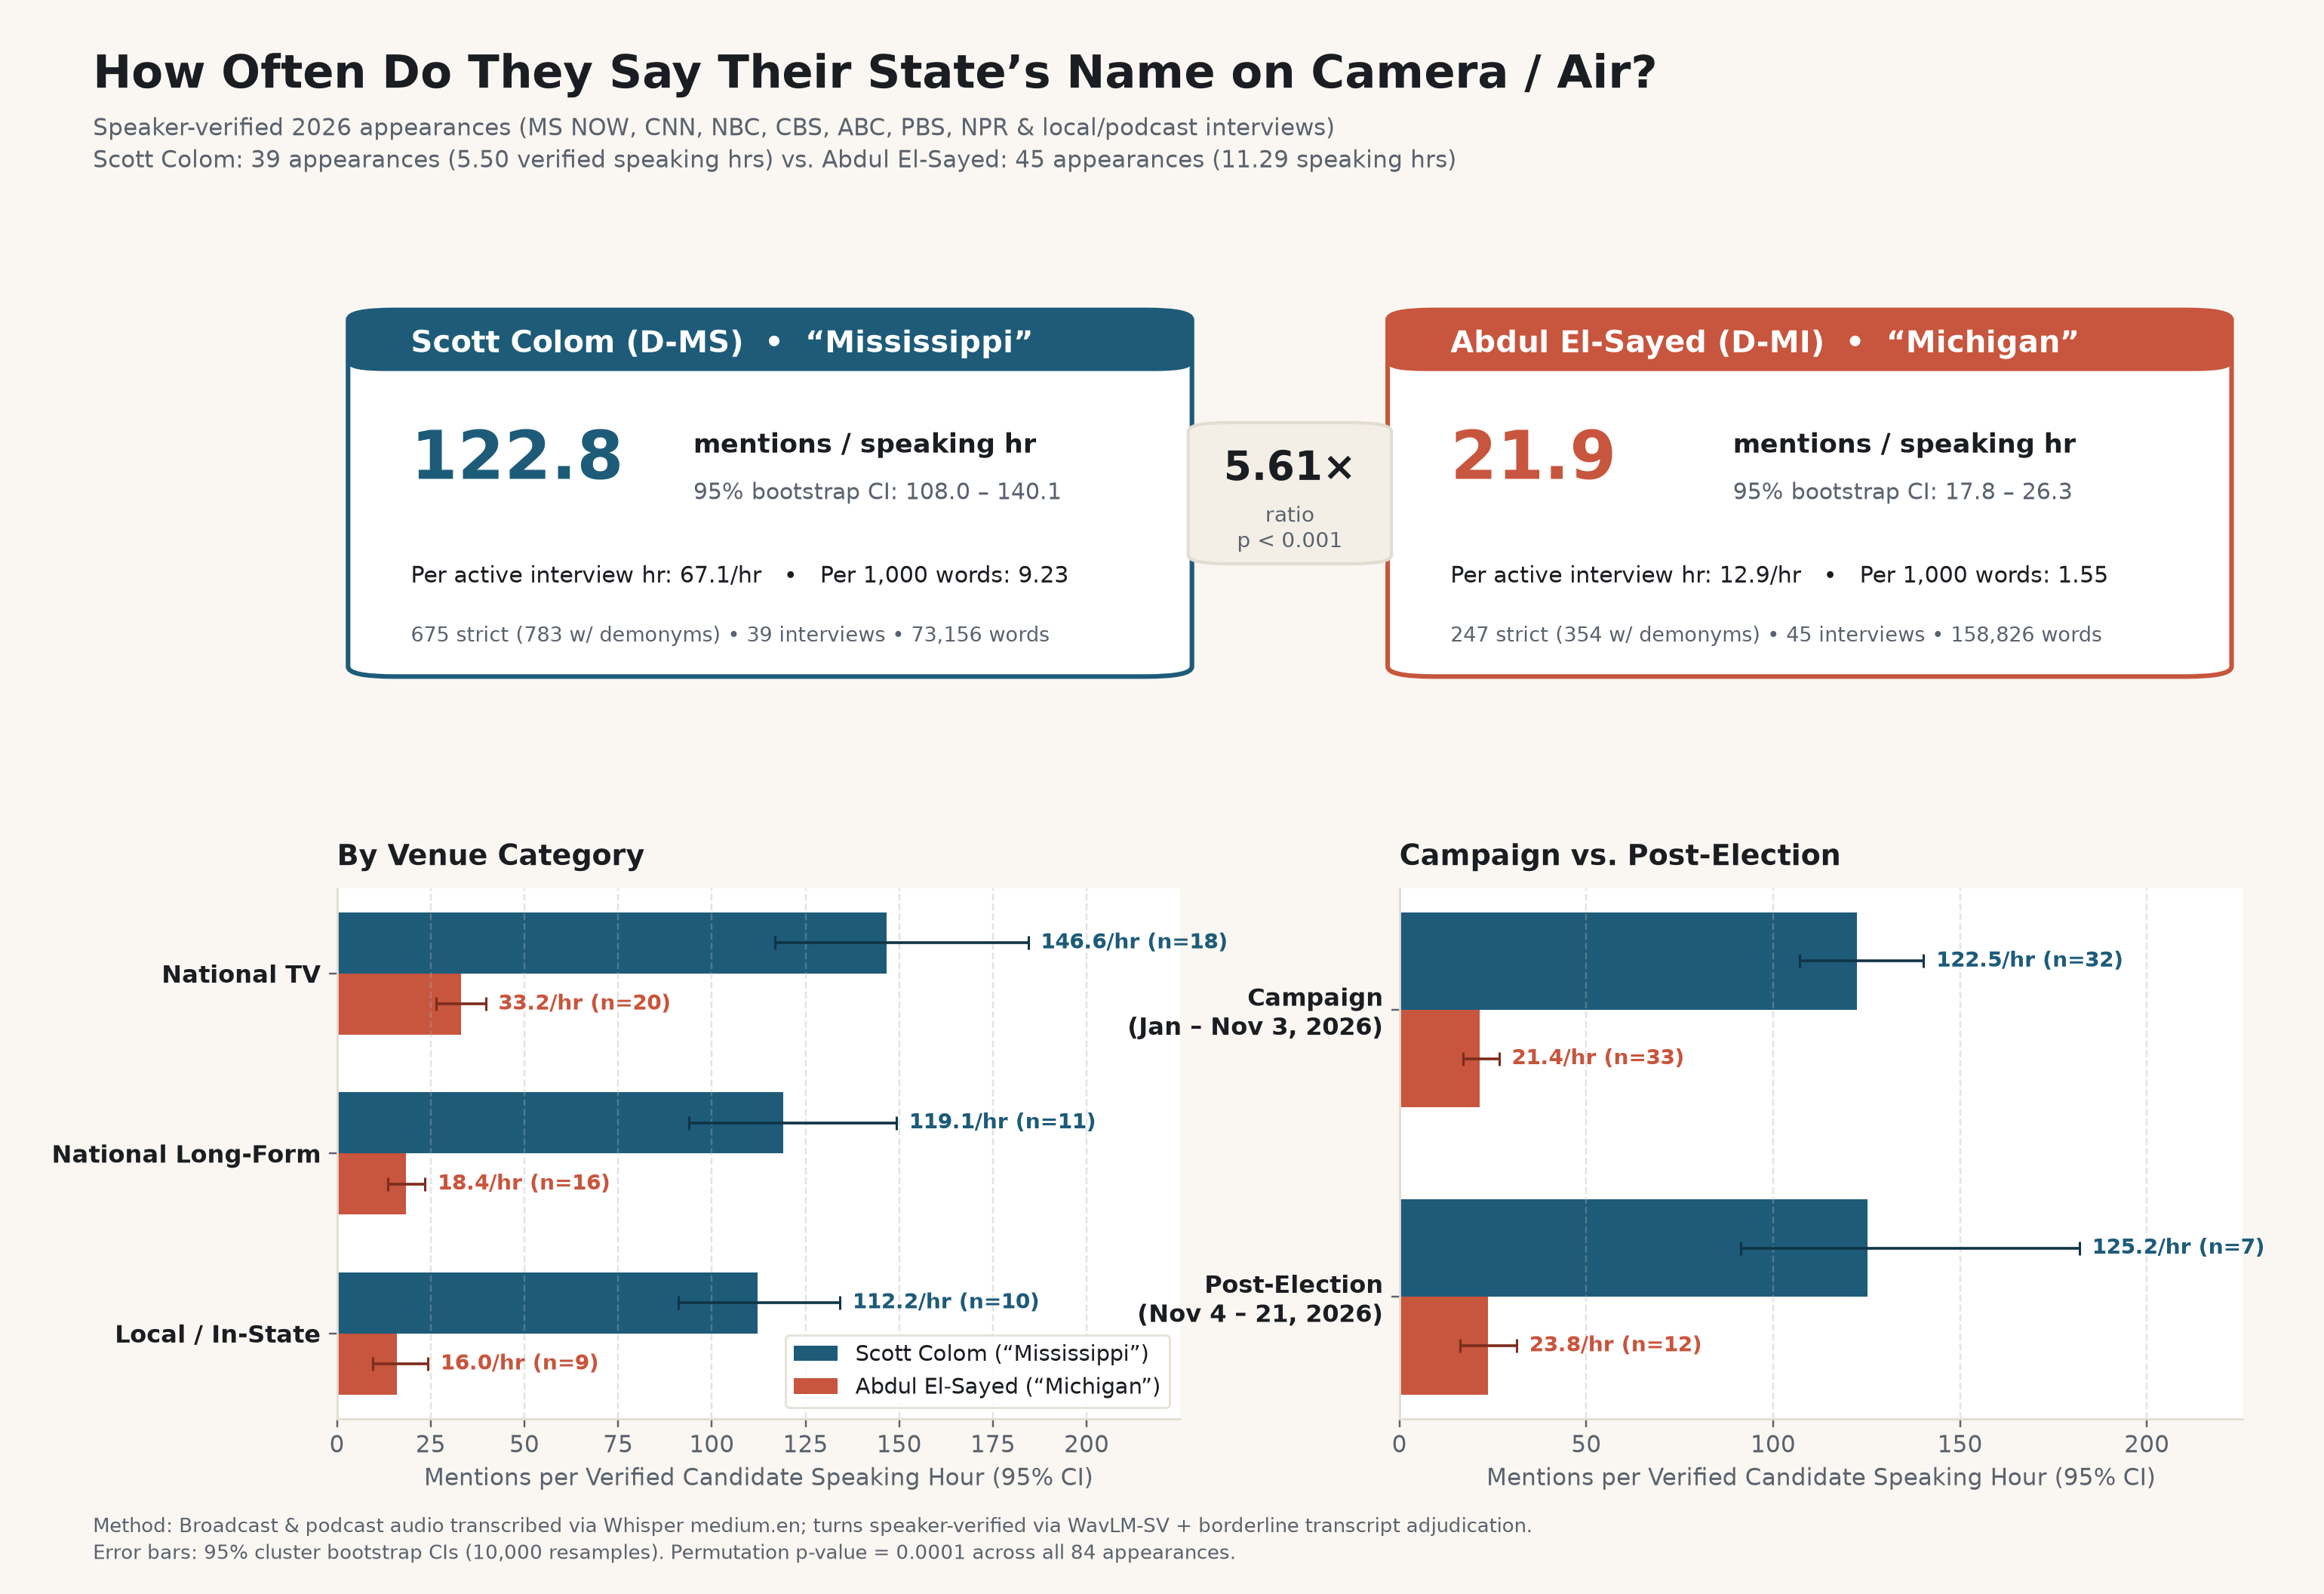 How Often Do They Say Their State’s Name on Camera / Air?
Speaker-verified 2026 appearances (MS NOW, CNN, NBC, CBS, ABC, PBS, NPR & local/podcast interviews)
Scott Colom: 39 appearances (5.50 verified speaking hrs) vs. Abdul El-Sayed: 45 appearances (11.29 speaking hrs)
Scott Colom (D-MS) • “Mississippi”
122.8
mentions / speaking hr
95% bootstrap CI: 108.0 – 140.1
Per active interview hr: 67.1/hr • Per 1,000 words: 9.23
675 strict (783 w/ demonyms) • 39 interviews • 73,156 words
5.61×
ratio
p < 0.001
Abdul El-Sayed (D-MI) • “Michigan”
21.9
mentions / speaking hr
95% bootstrap CI: 17.8 – 26.3
Per active interview hr: 12.9/hr • Per 1,000 words: 1.55
247 strict (354 w/ demonyms) • 45 interviews • 158,826 words
By Venue Category
National TV
146.6/hr (n=18)
33.2/hr (n=20)
National Long-Form
119.1/hr (n=11)
18.4/hr (n=16)
Local / In-State
112.2/hr (n=10)
16.0/hr (n=9)
Scott Colom (“Mississippi”)
Abdul El-Sayed (“Michigan”)
0 25 50 75 100 125 150 175 200
Mentions per Verified Candidate Speaking Hour (95% CI)
Campaign vs. Post-Election
Campaign
(Jan – Nov 3, 2026)
122.5/hr (n=32)
21.4/hr (n=33)
Post-Election
(Nov 4 – 21, 2026)
125.2/hr (n=7)
23.8/hr (n=12)
0 50 100 150 200
Mentions per Verified Candidate Speaking Hour (95% CI)
Method: Broadcast & podcast audio transcribed via Whisper medium.en; turns speaker-verified via WavLM-SV + borderline transcript adjudication.
Error bars: 95% cluster bootstrap CIs (10,000 resamples). Permutation p-value = 0.0001 across all 84 appearances.